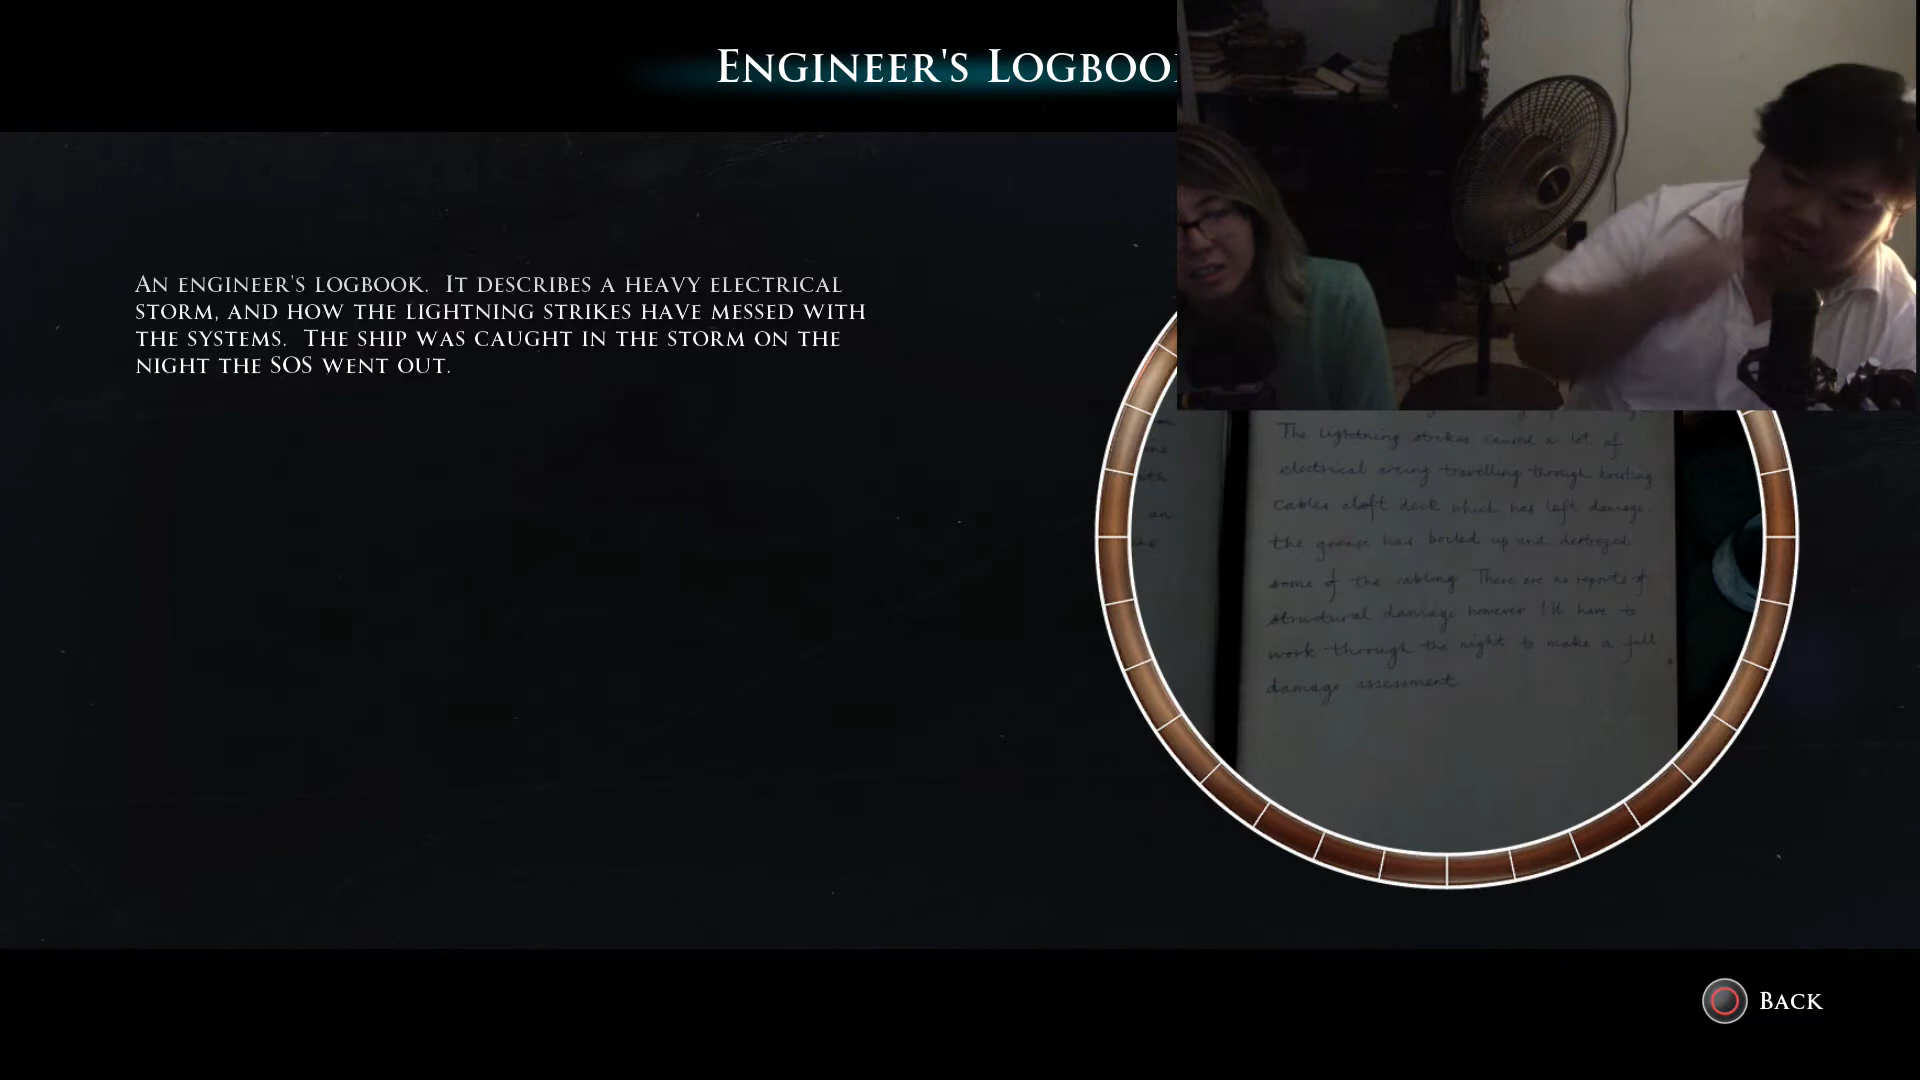 ENGINEER'S LOGBOO
AN ENGINEER'S LOGBOOK. IT DESCRIBES A HEAVY ELECTRICAL
STORM, AND HOW THE LIGHTNING STRIKES HAVE MESSED WITH
THE SYSTEMS. THE SHIP WAS CAUGHT IN THE STORM ON THE
NIGHT THE SOS WENT OUT.
The lightning strikes caused a lot of
electrical arcing travelling through hoisting
cables aloft deck which has left damage.
the grease has boiled up and destroyed
some of the cabling. There are no reports of
structural damage however I'll have to
work through the night to make a full
damage assessment.
BACK